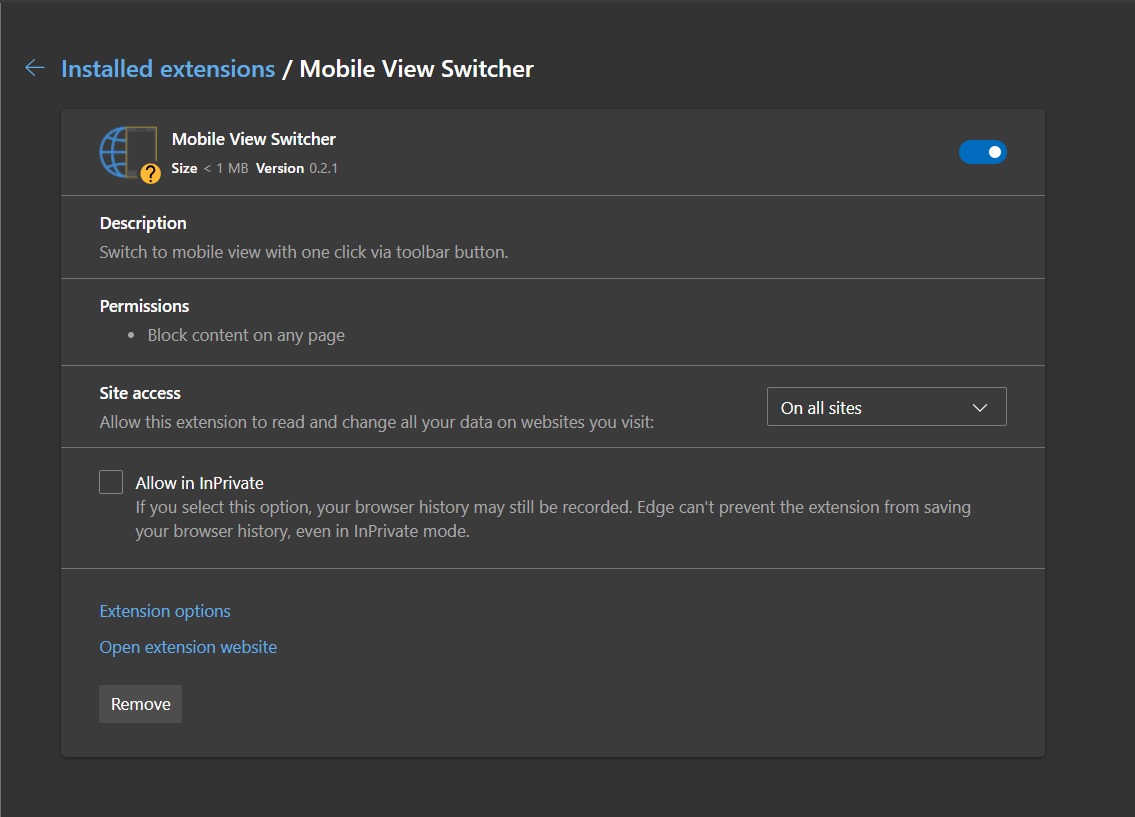 Installed extensions / Mobile View Switcher
Mobile View Switcher
?
Size < 1 MB Version 0.2.1
Description
Switch to mobile view with one click via toolbar button.
Permissions
• Block content on any page
Site access
Allow this extension to read and change all your data on websites you visit:
On all sites
Allow in InPrivate
If you select this option, your browser history may still be recorded. Edge can't prevent the extension from saving
your browser history, even in InPrivate mode.
Extension options
Open extension website
Remove